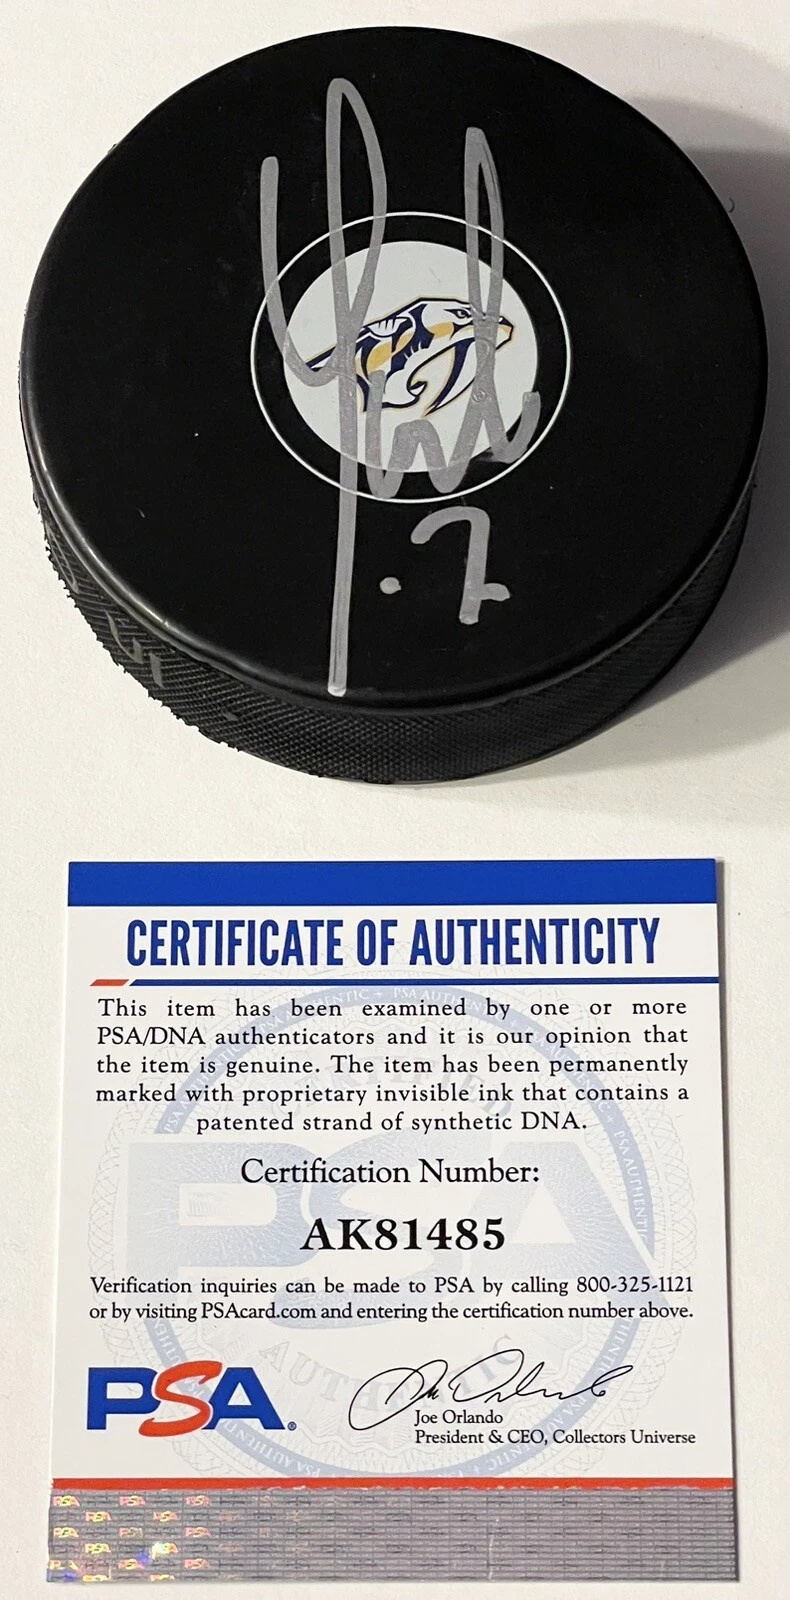 .7
CERTIFICATE OF AUTHENTICITY
This item has been examined by one or more
PSA/DNA authenticators and it is our opinion that
the item is genuine. The item has been permanently
marked with proprietary invisible ink that contains a
patented strand of synthetic DNA.
Certification Number:
AK81485
Verification inquiries can be made to PSA by calling 800-325-1121
or by visiting PSAcard.com and entering the certification number above.
PSA®
Joe Orlando
President & CEO, Collectors Universe